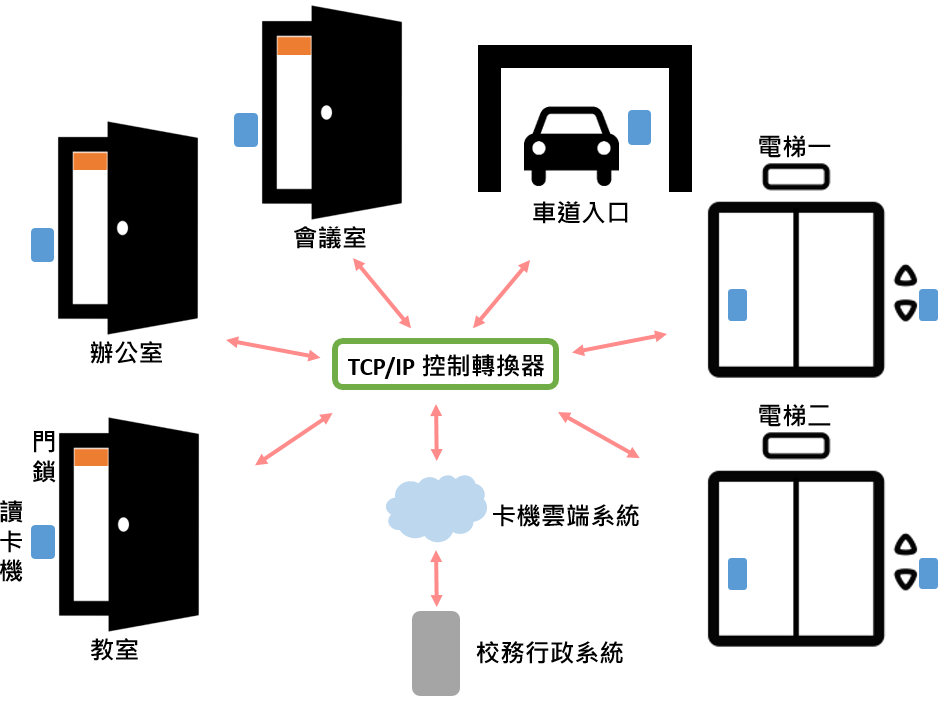 會議室
車道入口
電梯一
辦公室
TCP/IP 控制轉換器
電梯二
門
鎖
讀
卡
機
卡機雲端系統
教室
校務行政系統